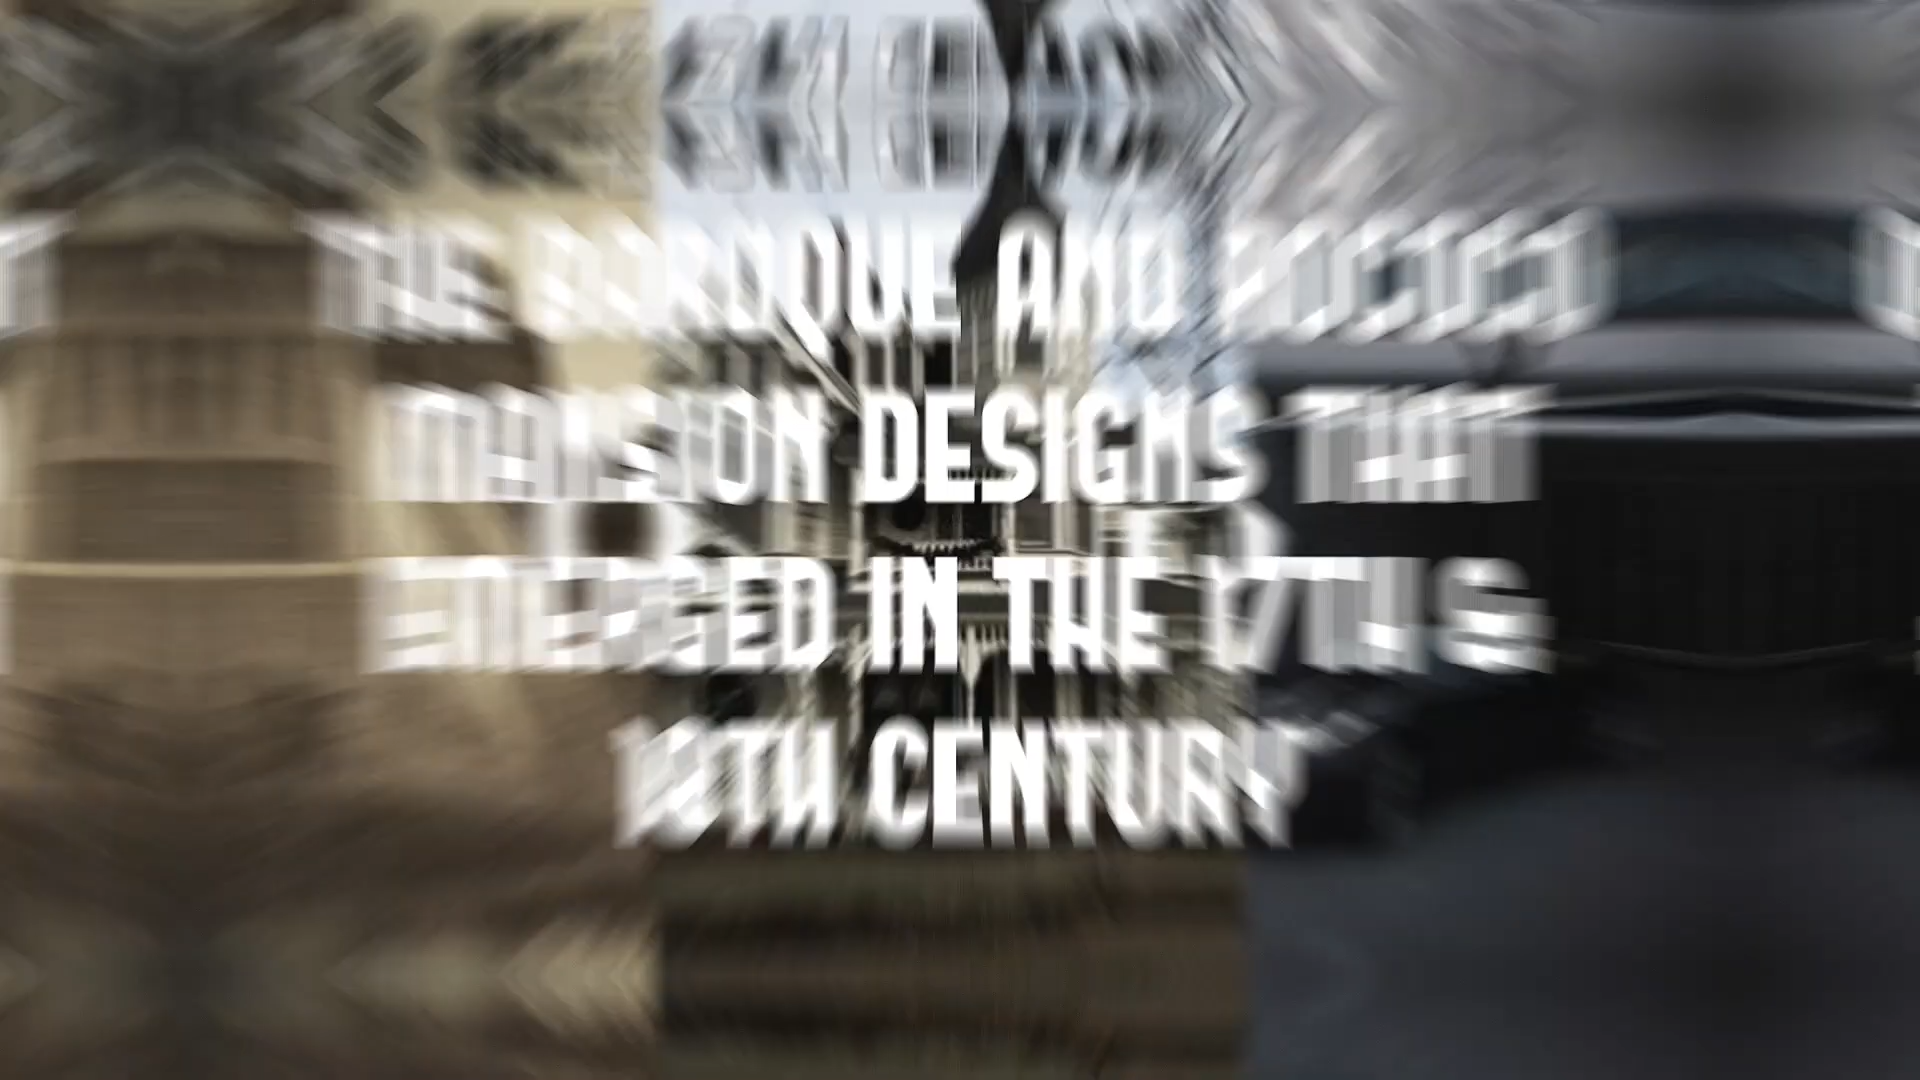 THE BAROQUE AND ROCOCO
MANSION DESIGNS THAT
EMERGED IN THE 17TH &
18TH CENTURY